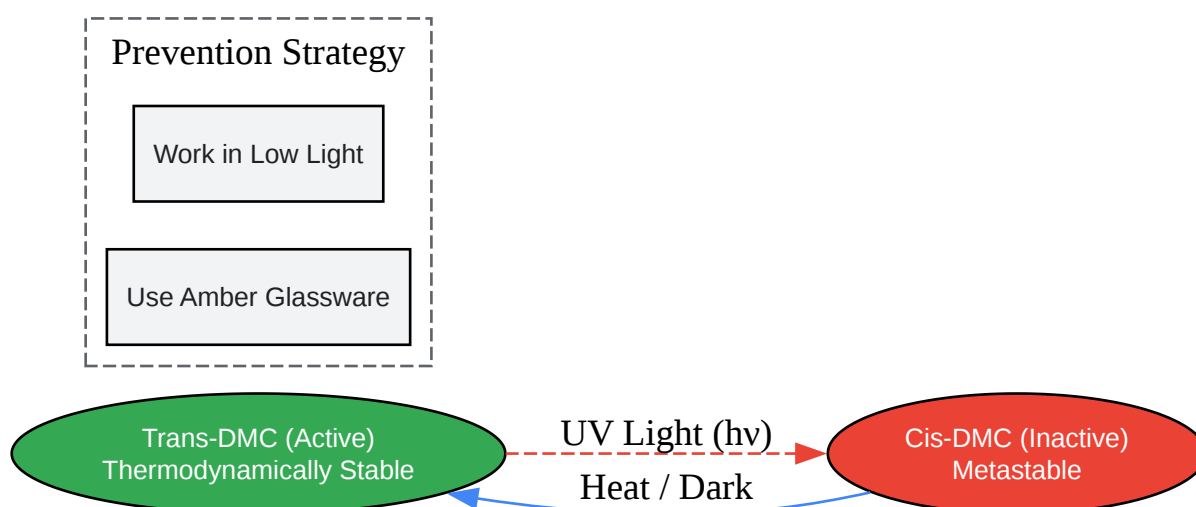 Prevention Strategy
Work in Low Light
Use Amber Glassware
Trans-DMC (Active)
Thermodynamically Stable
UV Light (hν)
Heat / Dark
Cis-DMC (Inactive)
Metastable